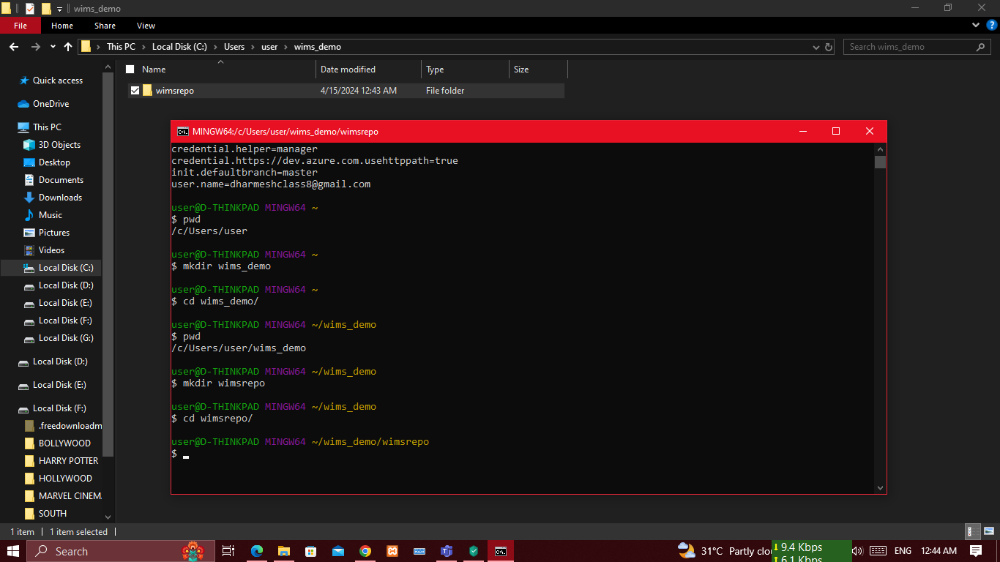 wims_demo
File Home Share View
This PC Local Disk (C:) Users user wims_demo
Search wims_demo
Name Date modified Type Size
wimsrepo 4/15/2024 12:43 AM File folder
Quick access
OneDrive
This PC
3D Objects
Desktop
Documents
Downloads
Music
Pictures
Videos
Local Disk (C:)
Local Disk (D:)
Local Disk (E:)
Local Disk (F:)
Local Disk (G:)
Local Disk (D:)
Local Disk (E:)
Local Disk (F:)
.freedownloadm
BOLLYWOOD
HARRY POTTER
HOLLYWOOD
MARVEL CINEM
SOUTH
MINGW64:/c/Users/user/wims_demo/wimsrepo
credential.helper=manager
credential.https://dev.azure.com.usehttppath=true
init.defaultbranch=master
user.name=dharmeshclass8@gmail.com
user@D-THINKPAD MINGW64 ~
$ pwd
/c/Users/user
user@D-THINKPAD MINGW64 ~
$ mkdir wims_demo
user@D-THINKPAD MINGW64 ~
$ cd wims_demo/
user@D-THINKPAD MINGW64 ~/wims_demo
$ pwd
/c/Users/user/wims_demo
user@D-THINKPAD MINGW64 ~/wims_demo
$ mkdir wimsrepo
user@D-THINKPAD MINGW64 ~/wims_demo
$ cd wimsrepo/
user@D-THINKPAD MINGW64 ~/wims_demo/wimsrepo
$
1 item 1 item selected
Search
31°C Partly clou
9.4 Kbps
6.1 Kbps
ENG 12:44 AM